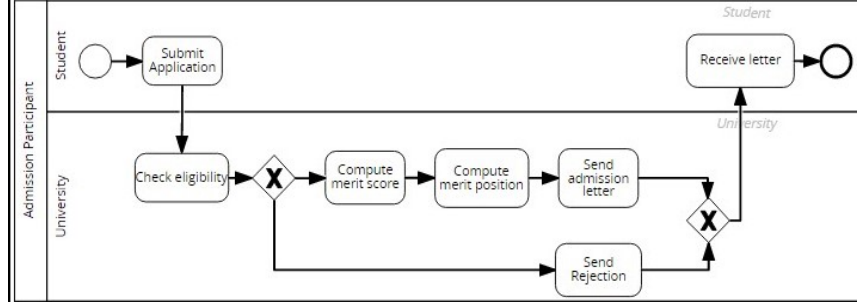 Admission Participant
Student
Submit
Application
Student
Receive letter
University
University
Check eligibility
X
Compute
merit score
Compute
merit position
Send
admission
letter
X
Send
Rejection